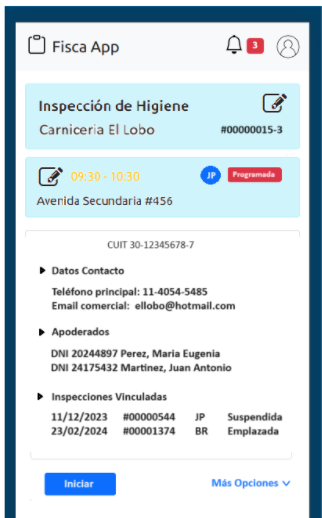 Fisca App
3
Inspección de Higiene
Carniceria El Lobo
#00000015-3
09:30 - 10:30
JP
Programada
Avenida Secundaria #456
CUIT 30-12345678-7
Datos Contacto
Teléfono principal: 11-4054-5485
Email comercial: ellobo@hotmail.com
Apoderados
DNI 20244897 Perez, Maria Eugenia
DNI 24175432 Martinez, Juan Antonio
Inspecciones Vinculadas
11/12/2023 #00000544 JP Suspendida
23/02/2024 #00001374 BR Emplazada
Iniciar
Más Opciones